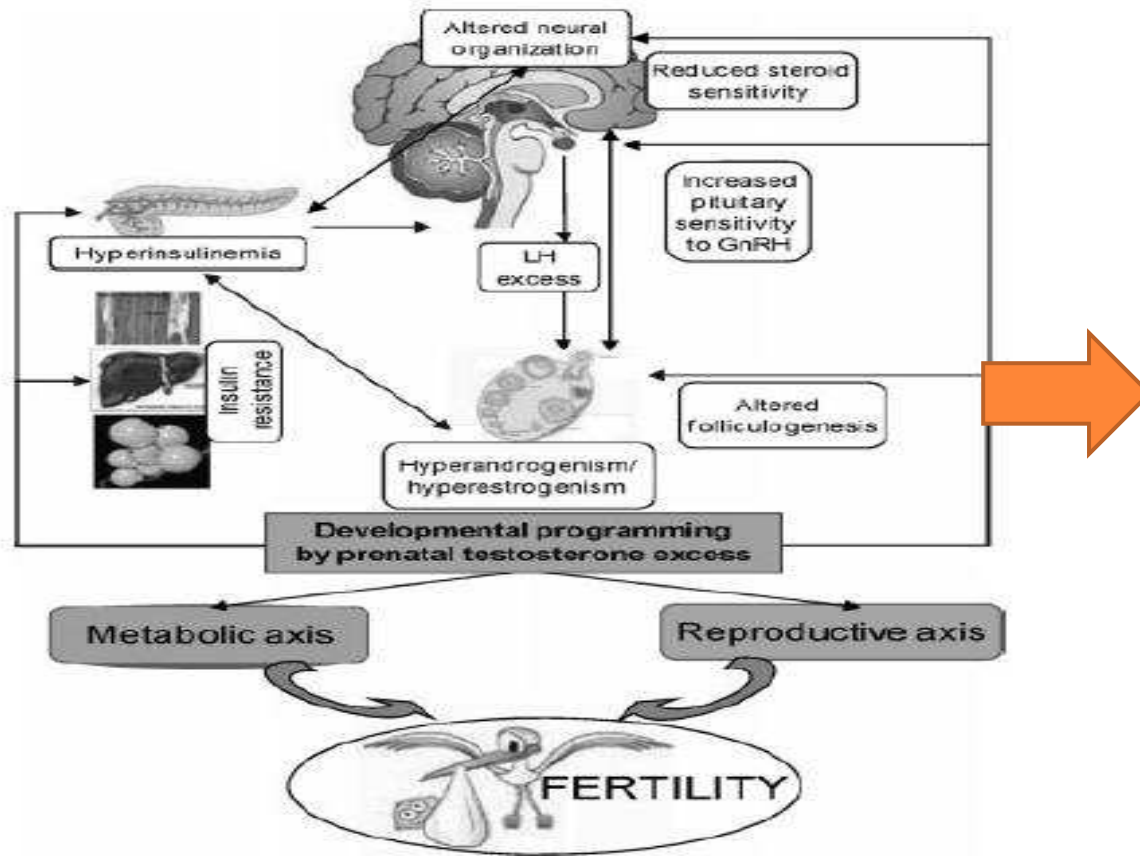 Altered neural
organization
Reduced steroid
sensitivity
Increased
pituitary
sensitivity
to GnRH
Hyperinsulinemia
LH
excess
Insulin
resistance
Altered
folliculogenesis
Hyperandrogenism/
hyperestrogenism
Developmental programming
by prenatal testosterone excess
Metabolic axis
Reproductive axis
FERTILITY